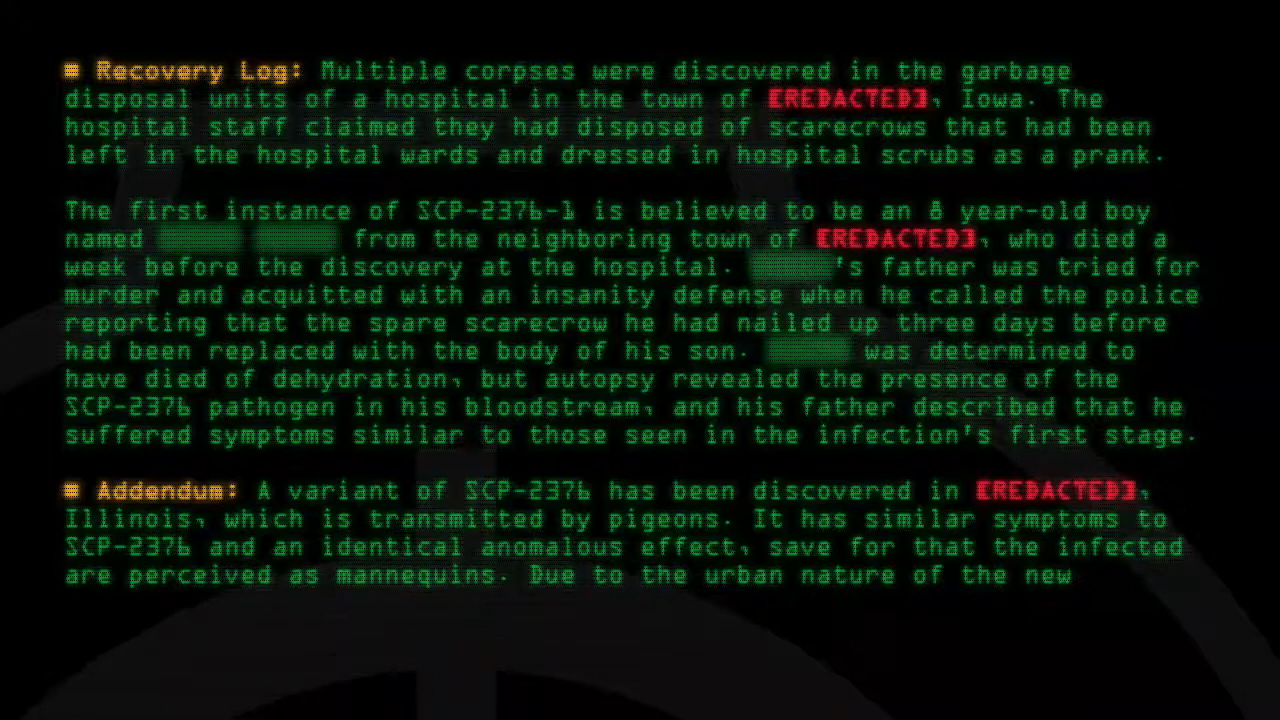 ■ Recovery Log: Multiple corpses were discovered in the garbage
disposal units of a hospital in the town of [REDACTED], Iowa. The
hospital staff claimed they had disposed of scarecrows that had been
left in the hospital wards and dressed in hospital scrubs as a prank.
The first instance of SCP-2376-1 is believed to be an 8 year-old boy
named from the neighboring town of [REDACTED], who died a
week before the discovery at the hospital. 's father was tried for
murder and acquitted with an insanity defense when he called the police
reporting that the spare scarecrow he had nailed up three days before
had been replaced with the body of his son. was determined to
have died of dehydration, but autopsy revealed the presence of the
SCP-2376 pathogen in his bloodstream, and his father described that he
suffered symptoms similar to those seen in the infection's first stage.
■ Addendum: A variant of SCP-2376 has been discovered in [REDACTED],
Illinois, which is transmitted by pigeons. It has similar symptoms to
SCP-2376 and an identical anomalous effect, save for that the infected
are perceived as mannequins. Due to the urban nature of the new